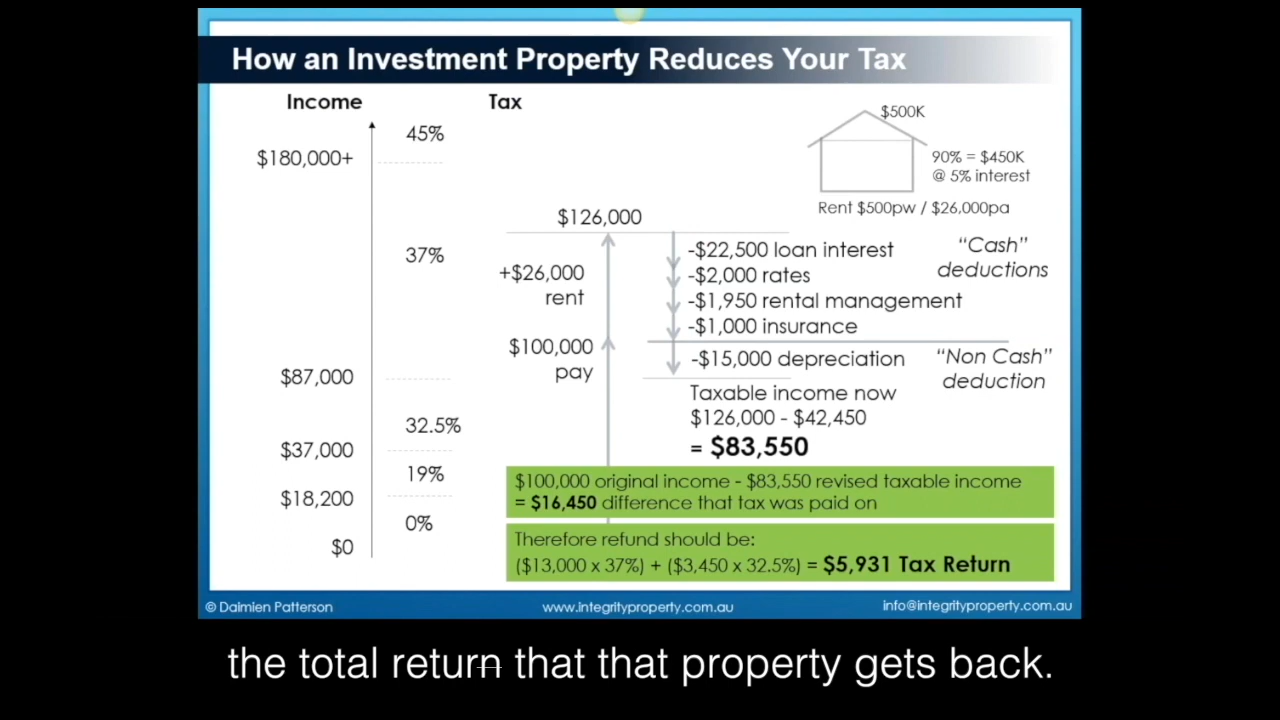 How an Investment Property Reduces Your Tax
Income
Tax
45%
$180,000+
37%
$87,000
32.5%
$37,000
19%
$18,200
0%
$0
$500K
90% = $450K
@ 5% interest
Rent $500pw / $26,000pa
$126,000
+$26,000
rent
$100,000
pay
-$22,500 loan interest
-$2,000 rates
-$1,950 rental management
-$1,000 insurance
“Cash”
deductions
-$15,000 depreciation
“Non Cash”
deduction
Taxable income now
$126,000 - $42,450
= $83,550
$100,000 original income - $83,550 revised taxable income
= $16,450 difference that tax was paid on
Therefore refund should be:
($13,000 x 37%) + ($3,450 x 32.5%) = $5,931 Tax Return
© Daimien Patterson
www.integrityproperty.com.au
info@integrityproperty.com.au
the total return that that property gets back.